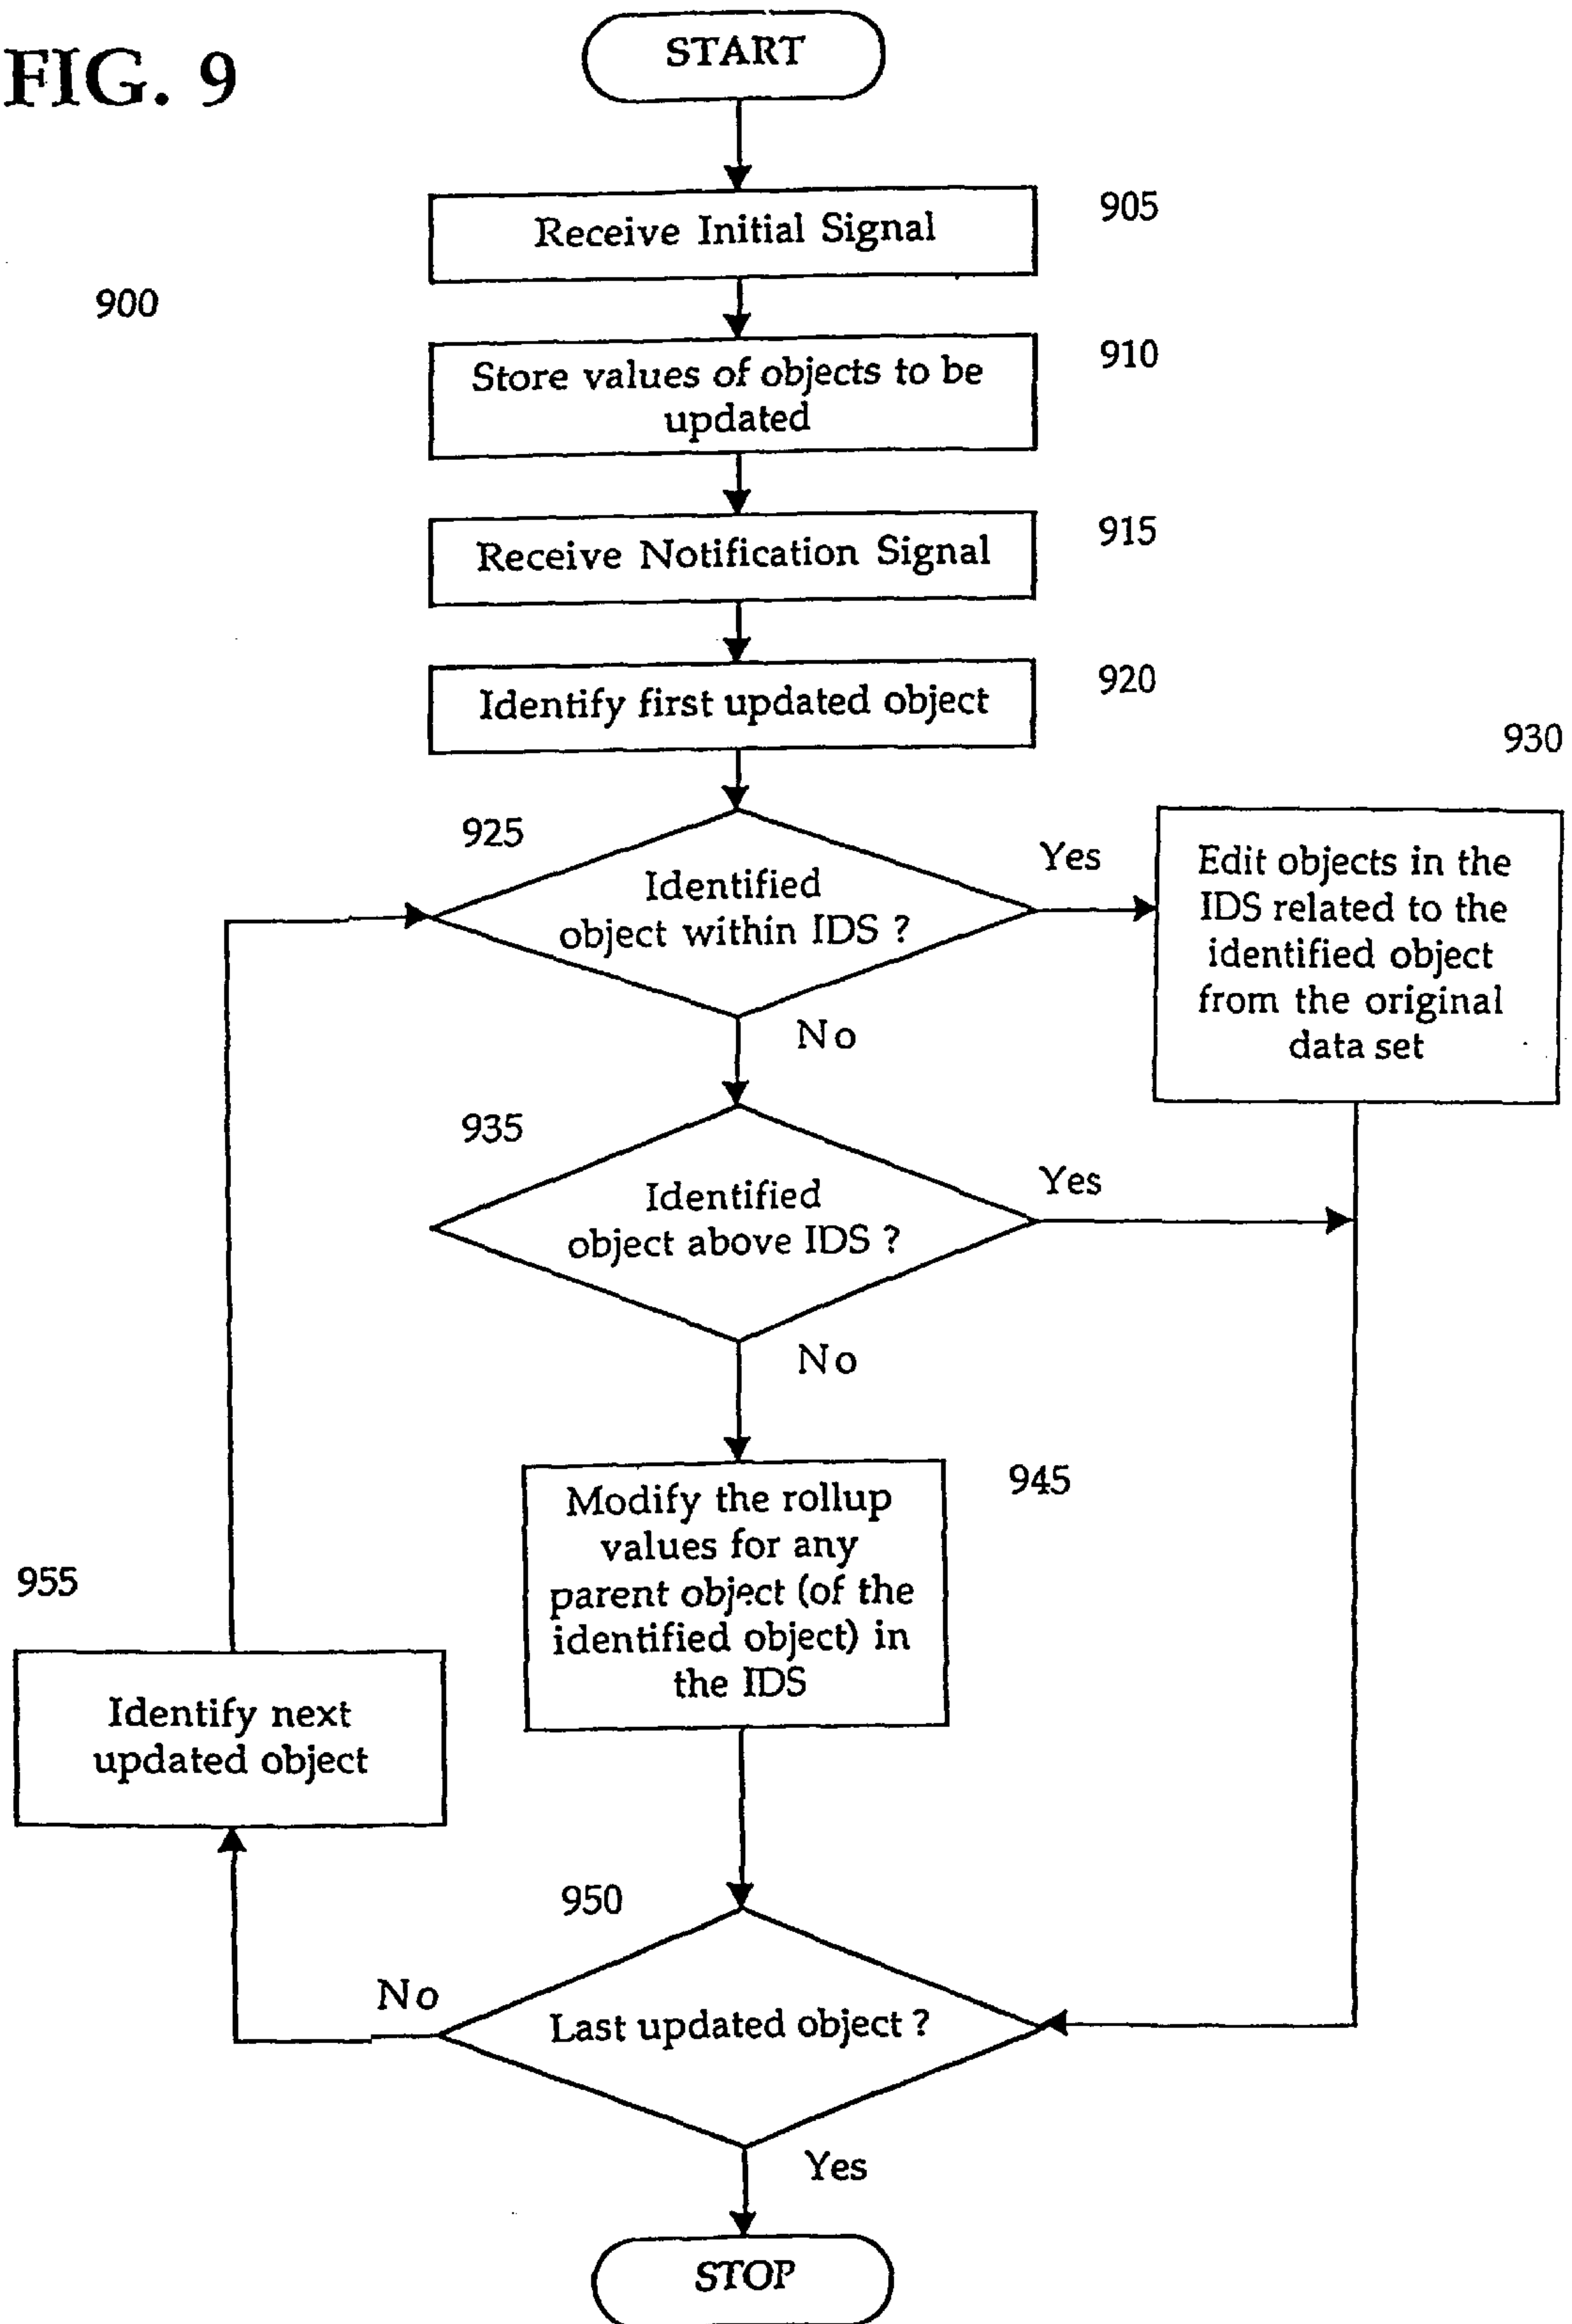 FIG. 9
START
Receive Initial Signal
905
900
Store values of objects to be
updated
910
Receive Notification Signal
915
Identify first updated object
920
930
925
Identified
object within IDS ?
Yes
Edit objects in the
IDS related to the
identified object
from the original
data set
No
935
Identified
object above IDS ?
Yes
No
Modify the rollup
values for any
parent object (of the
identified object) in
the IDS
945
955
Identify next
updated object
950
No
Last updated object ?
Yes
STOP